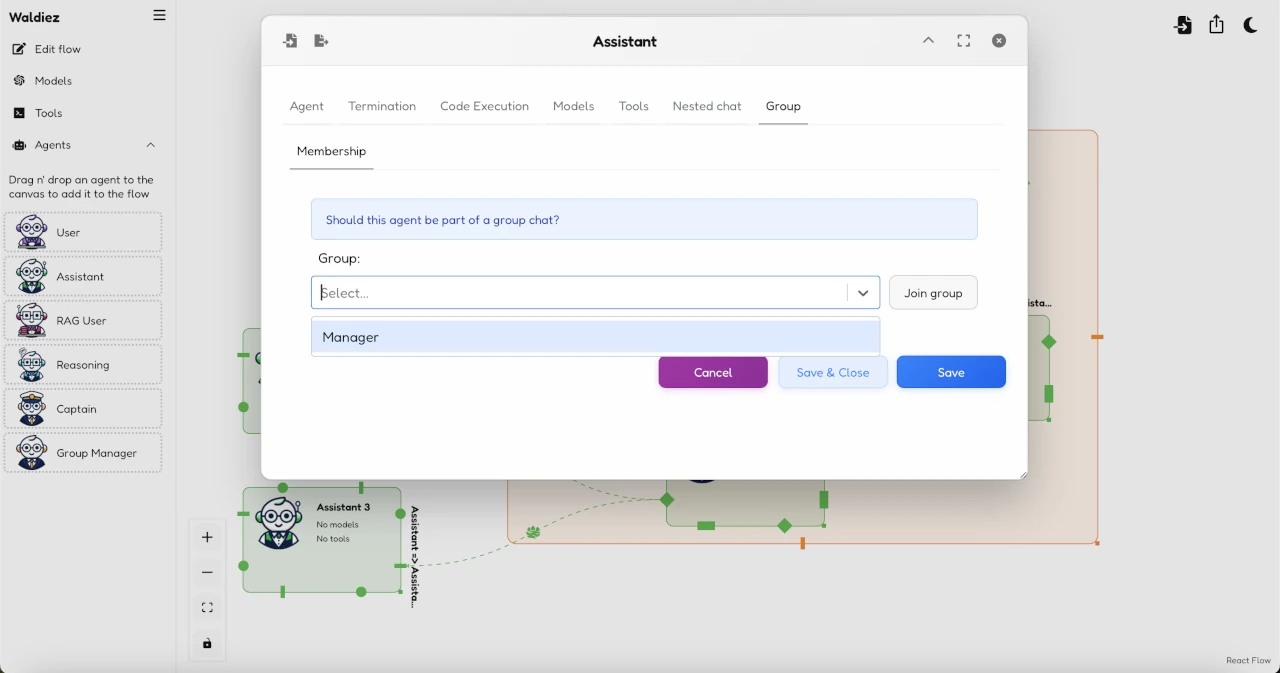 Waldiez
Edit flow
Models
Tools
Agents
Drag n' drop an agent to the
canvas to add it to the flow
User
Assistant
RAG User
Reasoning
Captain
Group Manager
Assistant
Agent
Termination
Code Execution
Models
Tools
Nested chat
Group
Membership
Should this agent be part of a group chat?
Group:
Select...
Join group
Manager
Cancel
Save & Close
Save
ista...
Assistant 3
No models
No tools
Assistant => Assista...
React Flow